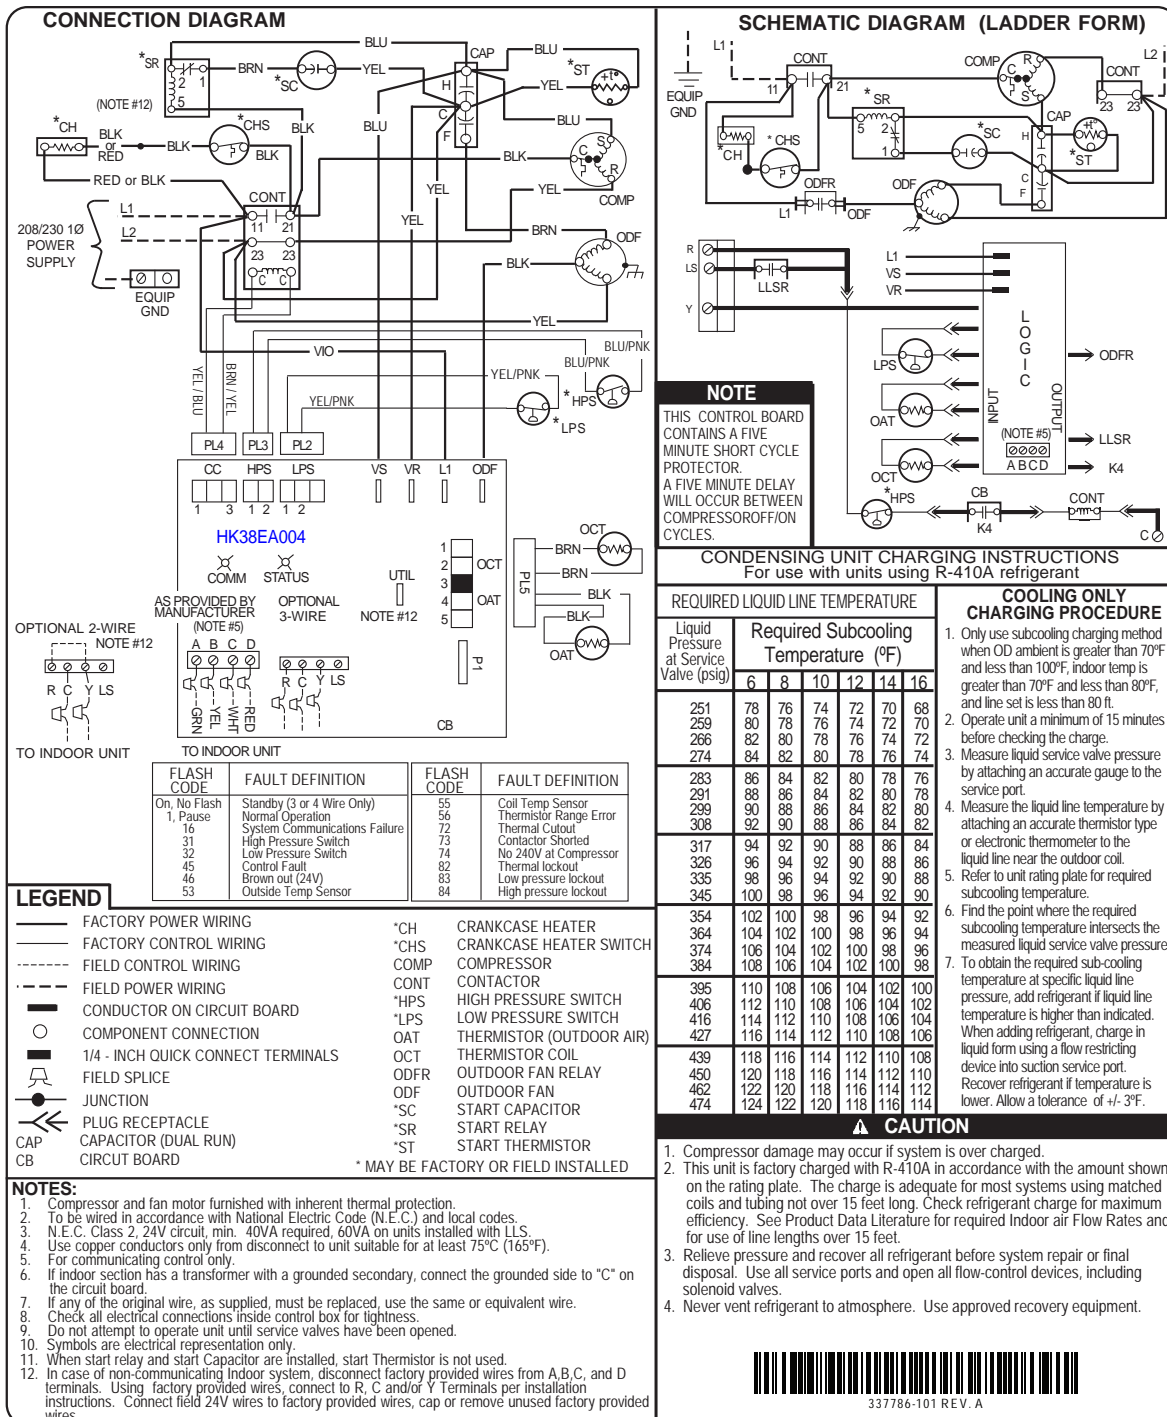 CONNECTION DIAGRAM
BLU
CAP
BLU
*SR
2
1
BRN
*SC
YEL
H
*ST
+t°
YEL
5
(NOTE #12)
C
BLU
*CH
BLK
or
RED
BLK
*CHS
BLK
BLK
BLU
F
S
C
R
BLK
RED or BLK
YEL
YEL
COMP
CONT
L1
11
21
YEL
208/230 1Ø
POWER
SUPPLY
L2
BRN
ODF
23
23
BLK
C
C
EQUIP
GND
YEL
VIO
BLU/PNK
BLU/PNK
YEL / BLU
BRN / YEL
YEL/PNK
*HPS
YEL/PNK
*LPS
PL4
PL3
PL2
CC
HPS
LPS
VS
VR
L1
ODF
1
3
1 2
1 2
HK38EA004
COMM
STATUS
UTIL
NOTE #12
1
2
3
4
5
OCT
OAT
PL5
BRN
BRN
OCT
BLK
BLK
OAT
P1
AS PROVIDED BY
MANUFACTURER
(NOTE #5)
OPTIONAL
3-WIRE
OPTIONAL 2-WIRE
NOTE #12
A B C D
R C Y LS
R C Y LS
GRN
YEL
WHT
RED
CB
TO INDOOR UNIT
TO INDOOR UNIT
FLASH CODE FAULT DEFINITION
On, No Flash Standby (3 or 4 Wire Only)
1, Pause Normal Operation
16 System Communications Failure
31 High Pressure Switch
32 Low Pressure Switch
45 Control Fault
46 Brown out (24V)
53 Outside Temp Sensor
FLASH CODE FAULT DEFINITION
55 Coil Temp Sensor
56 Thermistor Range Error
72 Thermal Cutout
73 Contactor Shorted
74 No 240V at Compressor
82 Thermal lockout
83 Low pressure lockout
84 High pressure lockout
LEGEND
FACTORY POWER WIRING
FACTORY CONTROL WIRING
FIELD CONTROL WIRING
FIELD POWER WIRING
CONDUCTOR ON CIRCUIT BOARD
COMPONENT CONNECTION
1/4 - INCH QUICK CONNECT TERMINALS
FIELD SPLICE
JUNCTION
PLUG RECEPTACLE
CAP CAPACITOR (DUAL RUN)
CB CIRCUT BOARD
*CH CRANKCASE HEATER
*CHS CRANKCASE HEATER SWITCH
COMP COMPRESSOR
CONT CONTACTOR
*HPS HIGH PRESSURE SWITCH
*LPS LOW PRESSURE SWITCH
OAT THERMISTOR (OUTDOOR AIR)
OCT THERMISTOR COIL
ODFR OUTDOOR FAN RELAY
ODF OUTDOOR FAN
*SC START CAPACITOR
*SR START RELAY
*ST START THERMISTOR
* MAY BE FACTORY OR FIELD INSTALLED
NOTES:
1. Compressor and fan motor furnished with inherent thermal protection.
2. To be wired in accordance with National Electric Code (N.E.C.) and local codes.
3. N.E.C. Class 2, 24V circuit, min. 40VA required, 60VA on units installed with LLS.
4. Use copper conductors only from disconnect to unit suitable for at least 75ºC (165ºF).
5. For communicating control only.
6. If indoor section has a transformer with a grounded secondary, connect the grounded side to "C" on
the circuit board.
7. If any of the original wire, as supplied, must be replaced, use the same or equivalent wire.
8. Check all electrical connections inside control box for tightness.
9. Do not attempt to operate unit until service valves have been opened.
10. Symbols are electrical representation only.
11. When start relay and start Capacitor are installed, start Thermistor is not used.
12. In case of non-communicating Indoor system, disconnect factory provided wires from A,B,C, and D
terminals. Using factory provided wires, connect to R, C and/or Y Terminals per installation
instructions. Connect field 24V wires to factory provided wires, cap or remove unused factory provided
wires.
SCHEMATIC DIAGRAM (LADDER FORM)
L1
CONT
11
21
COMP
R
C
S
CONT
23
23
L2
EQUIP
GND
*SR
5
2
1
*SC
CAP
H
C
F
+t°
*ST
*CH
*CHS
ODFR
L1
ODF
ODF
R
LS
Y
LLSR
L1
VS
VR
LOGIC
INPUT
OUTPUT
(NOTE #5)
A B C D
LPS
OAT
OCT
ODFR
LLSR
K4
*HPS
CB
K4
CONT
C
NOTE
THIS CONTROL BOARD
CONTAINS A FIVE
MINUTE SHORT CYCLE
PROTECTOR.
A FIVE MINUTE DELAY
WILL OCCUR BETWEEN
COMPRESSOROFF/ON
CYCLES.
CONDENSING UNIT CHARGING INSTRUCTIONS
For use with units using R-410A refrigerant
REQUIRED LIQUID LINE TEMPERATURE
Liquid Pressure at Service Valve (psig)
Required Subcooling Temperature (ºF)
6 8 10 12 14 16
251 78 76 74 72 70 68
259 80 78 76 74 72 70
266 82 80 78 76 74 72
274 84 82 80 78 76 74
283 86 84 82 80 78 76
291 88 86 84 82 80 78
299 90 88 86 84 82 80
308 92 90 88 86 84 82
317 94 92 90 88 86 84
326 96 94 92 90 88 86
335 98 96 94 92 90 88
345 100 98 96 94 92 90
354 102 100 98 96 94 92
364 104 102 100 98 96 94
374 106 104 102 100 98 96
384 108 106 104 102 100 98
395 110 108 106 104 102 100
406 112 110 108 106 104 102
416 114 112 110 108 106 104
427 116 114 112 110 108 106
439 118 116 114 112 110 108
450 120 118 116 114 112 110
462 122 120 118 116 114 112
474 124 122 120 118 116 114
COOLING ONLY
CHARGING PROCEDURE
1. Only use subcooling charging method
when OD ambient is greater than 70ºF
and less than 100ºF, indoor temp is
greater than 70ºF and less than 80ºF,
and line set is less than 80 ft.
2. Operate unit a minimum of 15 minutes
before checking the charge.
3. Measure liquid service valve pressure
by attaching an accurate gauge to the
service port.
4. Measure the liquid line temperature by
attaching an accurate thermistor type
or electronic thermometer to the
liquid line near the outdoor coil.
5. Refer to unit rating plate for required
subcooling temperature.
6. Find the point where the required
subcooling temperature intersects the
measured liquid service valve pressure
7. To obtain the required sub-cooling
temperature at specific liquid line
pressure, add refrigerant if liquid line
temperature is higher than indicated.
When adding refrigerant, charge in
liquid form using a flow restricting
device into suction service port.
Recover refrigerant if temperature is
lower. Allow a tolerance of +/- 3ºF.
CAUTION
1. Compressor damage may occur if system is over charged.
2. This unit is factory charged with R-410A in accordance with the amount shown
on the rating plate. The charge is adequate for most systems using matched
coils and tubing not over 15 feet long. Check refrigerant charge for maximum
efficiency. See Product Data Literature for required Indoor air Flow Rates and
for use of line lengths over 15 feet.
3. Relieve pressure and recover all refrigerant before system repair or final
disposal. Use all service ports and open all flow-control devices, including
solenoid valves.
4. Never vent refrigerant to atmosphere. Use approved recovery equipment.
337786-101 REV. A